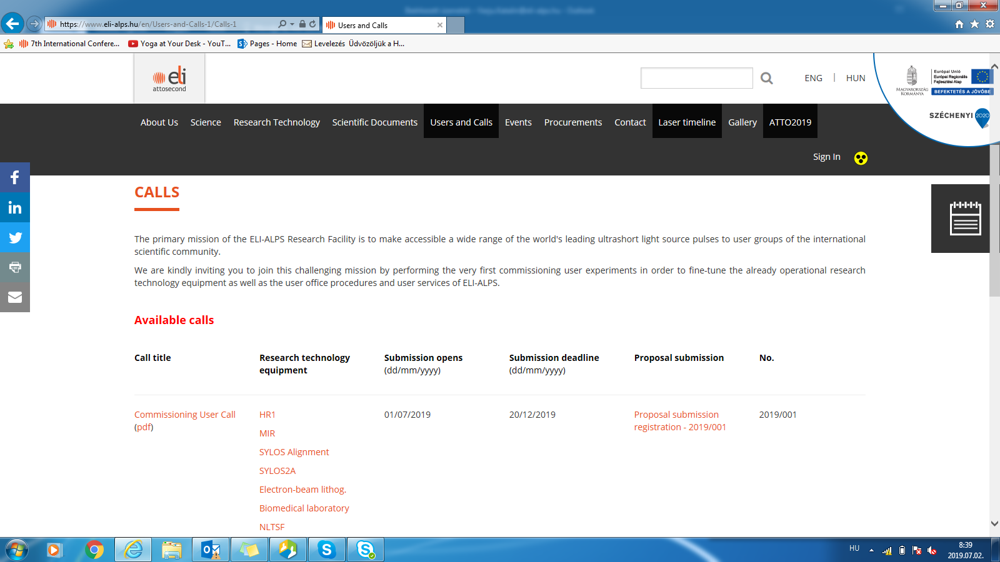 https://www.eli-alps.hu/en/Users-and-Calls-1/Calls-1
Users and Calls
7th International Confere...
Yoga at Your Desk - YouT...
Pages - Home
Levelezés Üdvözöljük a H...
eli
attosecond
ENG | HUN
Magyarország
Kormánya
Európai Unió
Európai Regionális
Fejlesztési Alap
BEFEKTETÉS A JÖVŐBE
SZÉCHENYI 2020
About Us Science Research Technology Scientific Documents Users and Calls Events Procurements Contact Laser timeline Gallery ATTO2019
Sign In
CALLS
The primary mission of the ELI-ALPS Research Facility is to make accessible a wide range of the world's leading ultrashort light source pulses to user groups of the international
scientific community.
We are kindly inviting you to join this challenging mission by performing the very first commissioning user experiments in order to fine-tune the already operational research
technology equipment as well as the user office procedures and user services of ELI-ALPS.
Available calls
Call title Research technology Submission opens Submission deadline Proposal submission No.
equipment (dd/mm/yyyy) (dd/mm/yyyy)
Commissioning User Call HR1 01/07/2019 20/12/2019 Proposal submission 2019/001
(pdf) registration - 2019/001
MIR
SYLOS Alignment
SYLOS2A
Electron-beam lithog.
Biomedical laboratory
NLTSF
HU
8:39
2019.07.02.